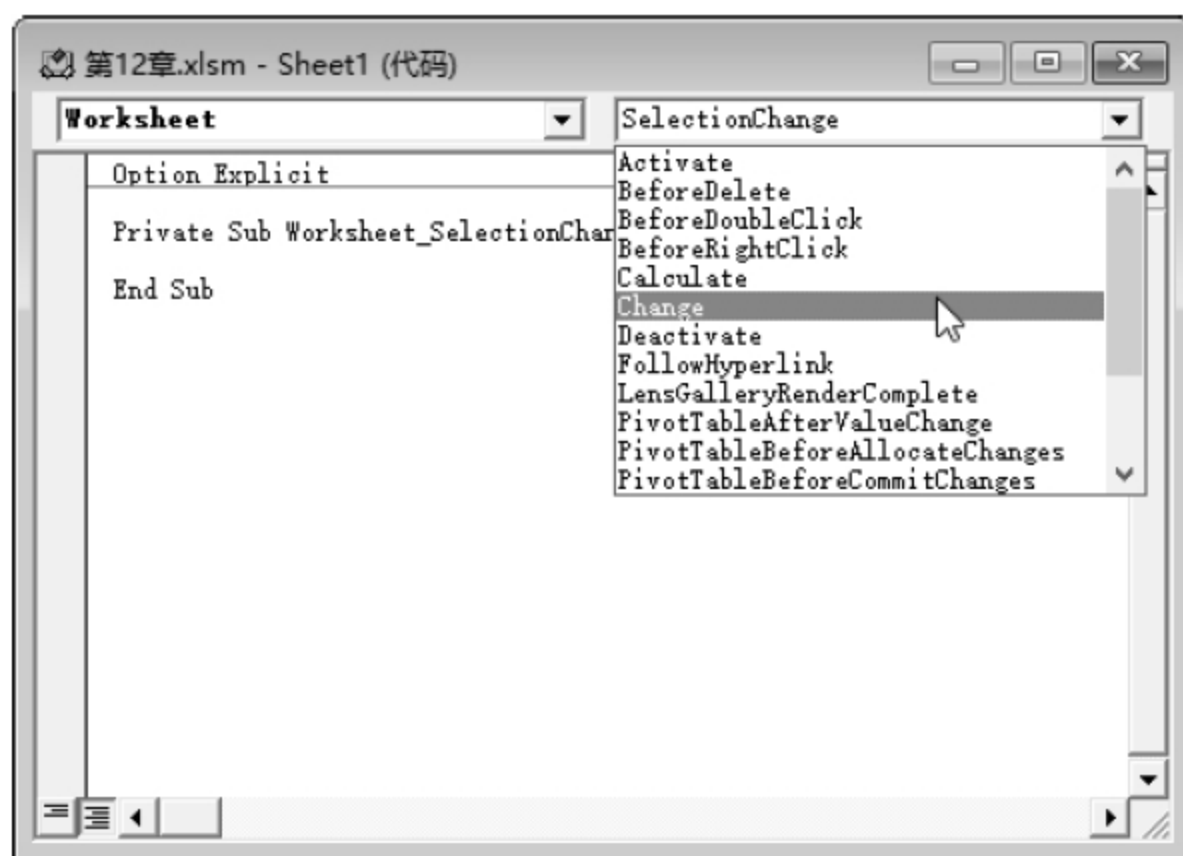 第12章.xlsm - Sheet1 (代码)
Worksheet
SelectionChange
Option Explicit
Private Sub Worksheet_SelectionChan
End Sub
Activate
BeforeDelete
BeforeDoubleClick
BeforeRightClick
Calculate
Change
Deactivate
FollowHyperlink
LensGalleryRenderComplete
PivotTableAfterValueChange
PivotTableBeforeAllocateChanges
PivotTableBeforeCommitChanges